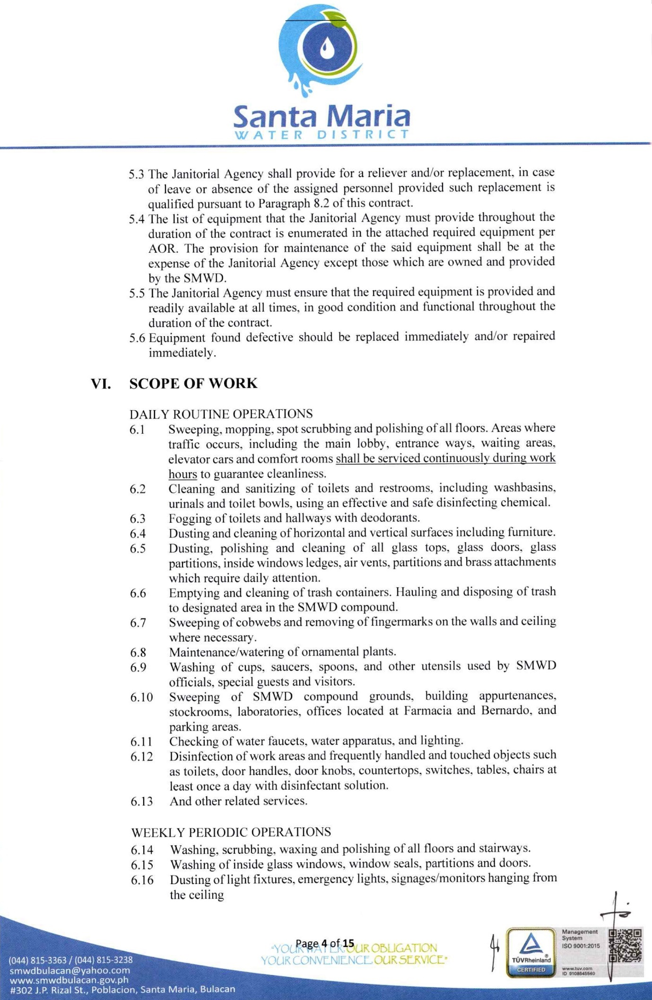 Santa Maria
WATER DISTRICT
5.3 The Janitorial Agency shall provide for a reliever and/or replacement, in case
of leave or absence of the assigned personnel provided such replacement is
qualified pursuant to Paragraph 8.2 of this contract.
5.4 The list of equipment that the Janitorial Agency must provide throughout the
duration of the contract is enumerated in the attached required equipment per
AOR. The provision for maintenance of the said equipment shall be at the
expense of the Janitorial Agency except those which are owned and provided
by the SMWD.
5.5 The Janitorial Agency must ensure that the required equipment is provided and
readily available at all times, in good condition and functional throughout the
duration of the contract.
5.6 Equipment found defective should be replaced immediately and/or repaired
immediately.
VI. SCOPE OF WORK
DAILY ROUTINE OPERATIONS
6.1 Sweeping, mopping, spot scrubbing and polishing of all floors. Areas where
traffic occurs, including the main lobby, entrance ways, waiting areas,
elevator cars and comfort rooms shall be serviced continuously during work
hours to guarantee cleanliness.
6.2 Cleaning and sanitizing of toilets and restrooms, including washbasins,
urinals and toilet bowls, using an effective and safe disinfecting chemical.
6.3 Fogging of toilets and hallways with deodorants.
6.4 Dusting and cleaning of horizontal and vertical surfaces including furniture.
6.5 Dusting, polishing and cleaning of all glass tops, glass doors, glass
partitions, inside windows ledges, air vents, partitions and brass attachments
which require daily attention.
6.6 Emptying and cleaning of trash containers. Hauling and disposing of trash
to designated area in the SMWD compound.
6.7 Sweeping of cobwebs and removing of fingermarks on the walls and ceiling
where necessary.
6.8 Maintenance/watering of ornamental plants.
6.9 Washing of cups, saucers, spoons, and other utensils used by SMWD
officials, special guests and visitors.
6.10 Sweeping of SMWD compound grounds, building appurtenances,
stockrooms, laboratories, offices located at Farmacia and Bernardo, and
parking areas.
6.11 Checking of water faucets, water apparatus, and lighting.
6.12 Disinfection of work areas and frequently handled and touched objects such
as toilets, door handles, door knobs, countertops, switches, tables, chairs at
least once a day with disinfectant solution.
6.13 And other related services.
WEEKLY PERIODIC OPERATIONS
6.14 Washing, scrubbing, waxing and polishing of all floors and stairways.
6.15 Washing of inside glass windows, window seals, partitions and doors.
6.16 Dusting of light fixtures, emergency lights, signages/monitors hanging from
the ceiling
Page 4 of 15
"YOUR WATER, OUR OBLIGATION
YOUR CONVENIENCE, OUR SERVICE"
(044) 815-3363 / (044) 815-3238
smwdbulacan@yahoo.com
www.smwdbulacan.gov.ph
#302 J.P. Rizal St., Poblacion, Santa Maria, Bulacan
TÜVRheinland®
CERTIFIED
Management
System
ISO 9001:2015
www.tuv.com
ID 9108645560